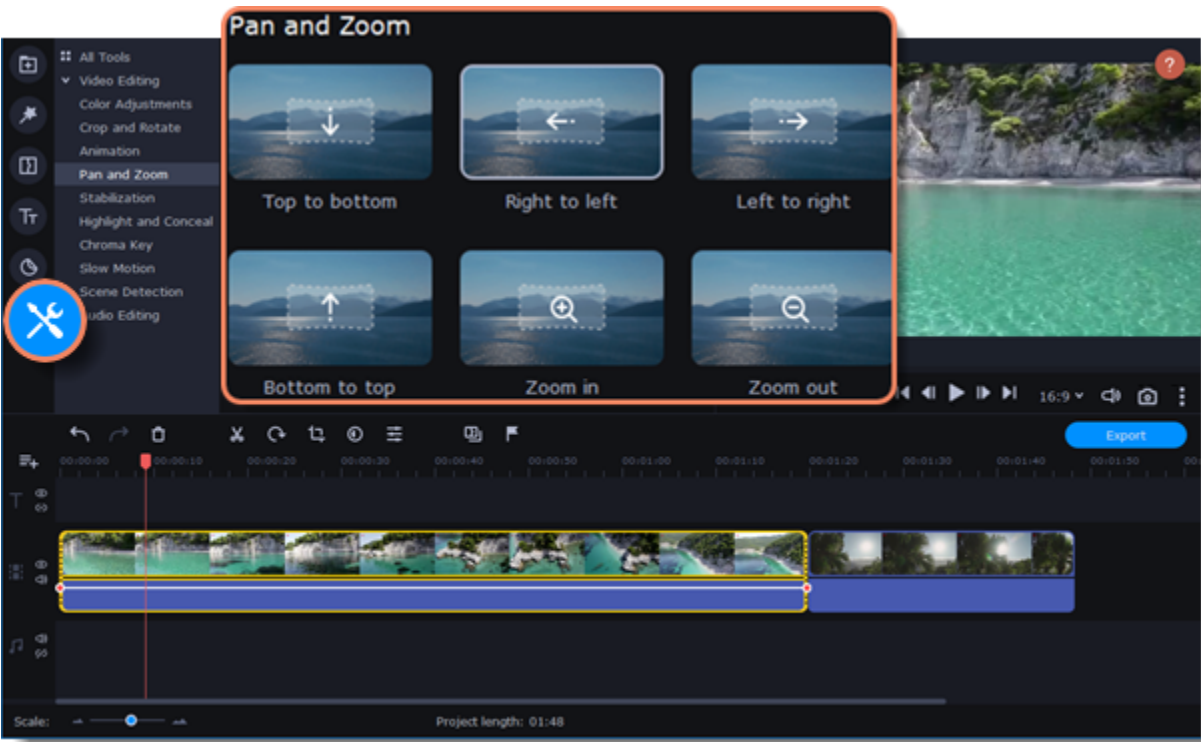 Pan and Zoom
All Tools
Video Editing
Color Adjustments
Crop and Rotate
Animation
Pan and Zoom
Stabilization
Highlight and Conceal
Chroma Key
Slow Motion
Scene Detection
udio Editing
Top to bottom
Right to left
Left to right
Bottom to top
Zoom in
Zoom out
?
16:9
Export
00:00:00 00:00:10 00:00:20 00:00:30 00:00:40 00:00:50 00:01:00 00:01:10 00:01:20 00:01:30 00:01:40 00:01:50 00:
Scale:
Project length: 01:48